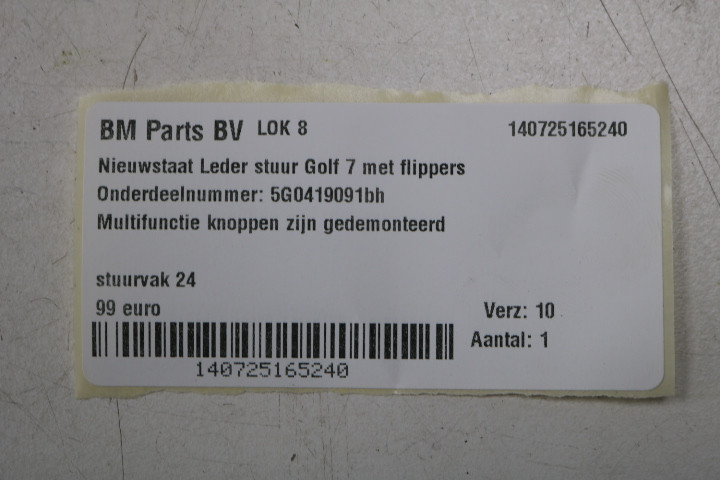 BM Parts BV LOK 8 140725165240
Nieuwstaat Leder stuur Golf 7 met flippers
Onderdeelnummer: 5G0419091bh
Multifunctie knoppen zijn gedemonteerd
stuurvak 24
99 euro Verz: 10
Aantal: 1
140725165240